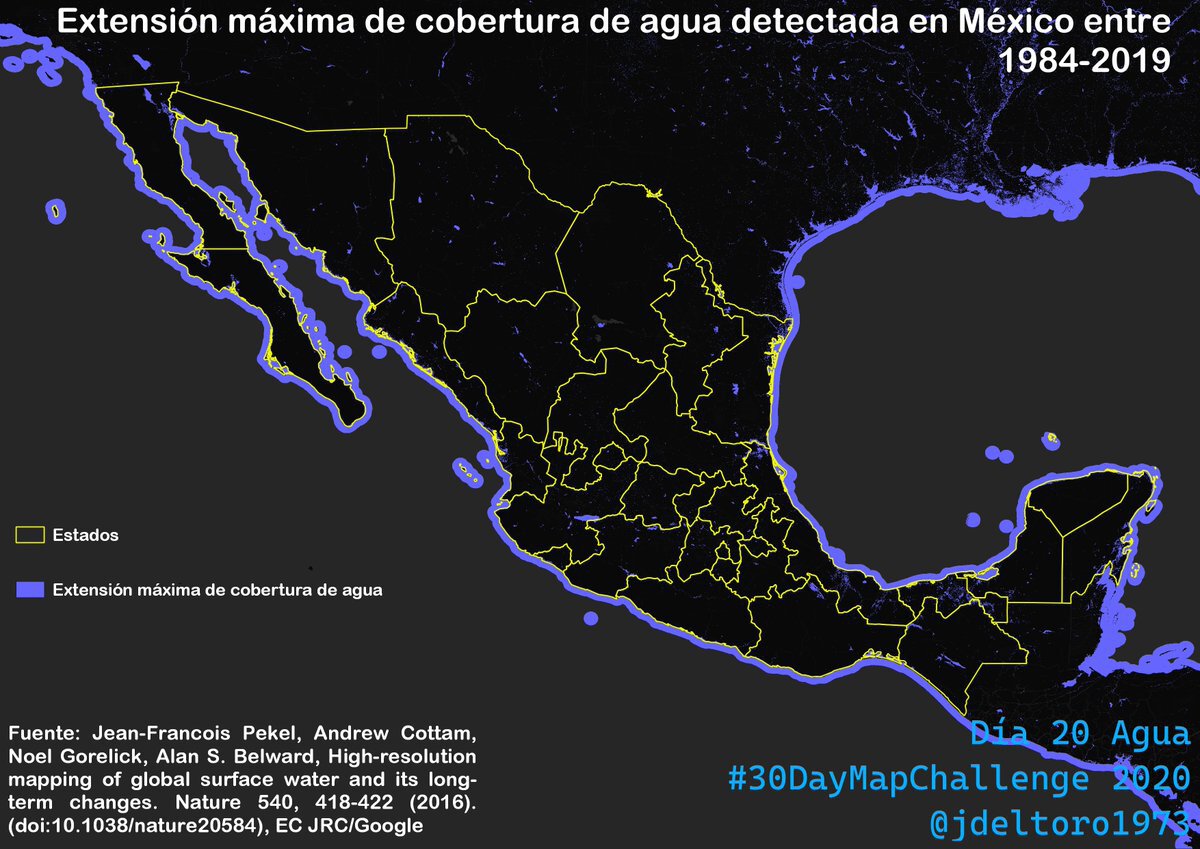 Extensión máxima de cobertura de agua detectada en México entre
1984-2019
Estados
Extensión máxima de cobertura de agua
Fuente: Jean-Francois Pekel, Andrew Cottam,
Noel Gorelick, Alan S. Belward, High-resolution
mapping of global surface water and its long-
term changes. Nature 540, 418-422 (2016).
(doi:10.1038/nature20584), EC JRC/Google
Día 20 Agua
#30DayMapChallenge 2020
@jdeltoro1973